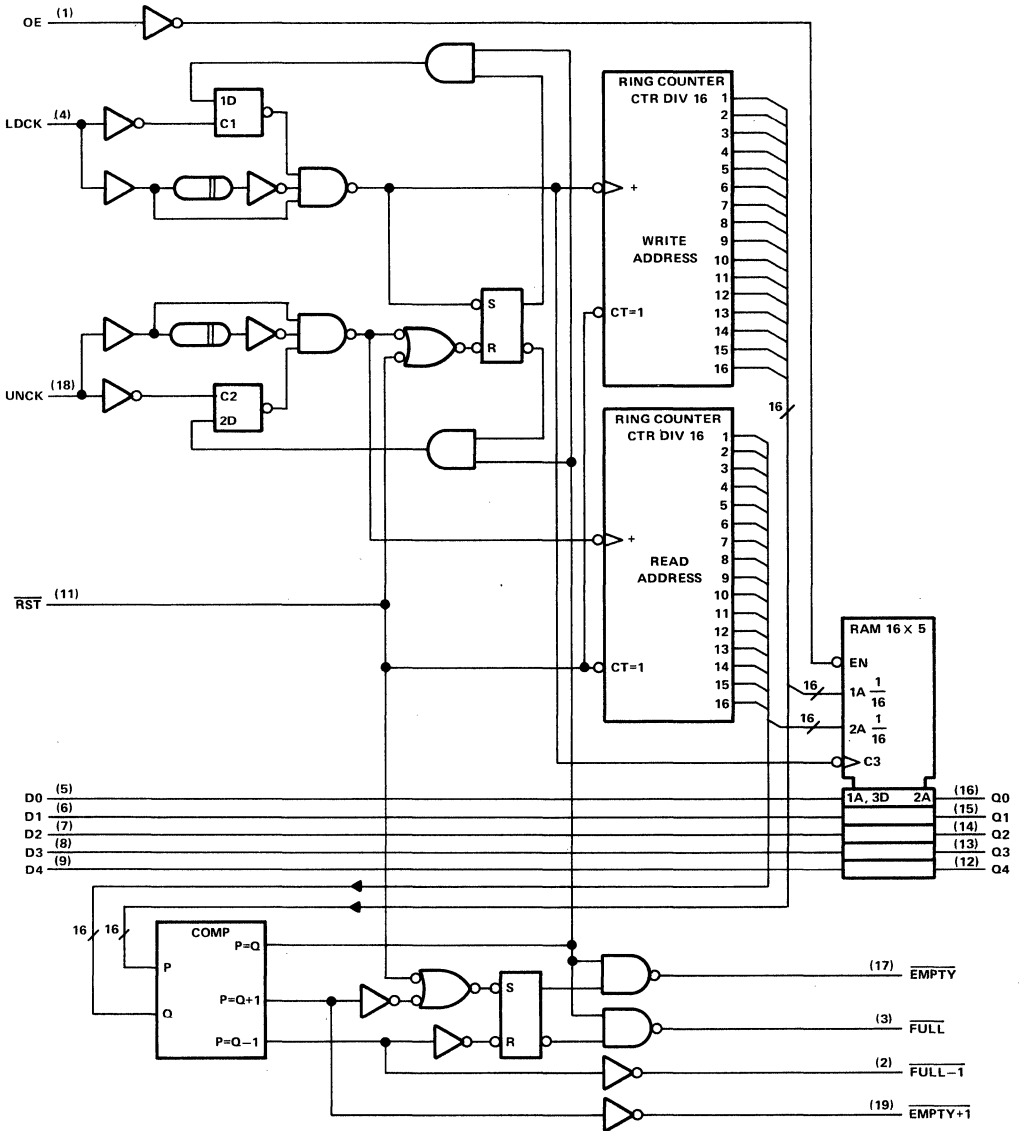 OE (1)
1D
C1
LDCK (4)
RING COUNTER
CTR DIV 16
1
2
3
4
5
6
7
8
9
10
11
12
13
14
15
16
+
WRITE
ADDRESS
CT=1
S
R
UNCK (18)
C2
2D
16
RING COUNTER
CTR DIV 16
1
2
3
4
5
6
7
8
9
10
11
12
13
14
15
16
+
READ
ADDRESS
CT=1
RST (11)
RAM 16 X 5
EN
16
1A 1/16
16
2A 1/16
C3
D0 (5)
D1 (6)
D2 (7)
D3 (8)
D4 (9)
1A, 3D 2A
(16) Q0
(15) Q1
(14) Q2
(13) Q3
(12) Q4
16 16
COMP
P=Q
P
P=Q+1
Q
P=Q−1
S
R
(17) EMPTY
(3) FULL
(2) FULL−1
(19) EMPTY+1